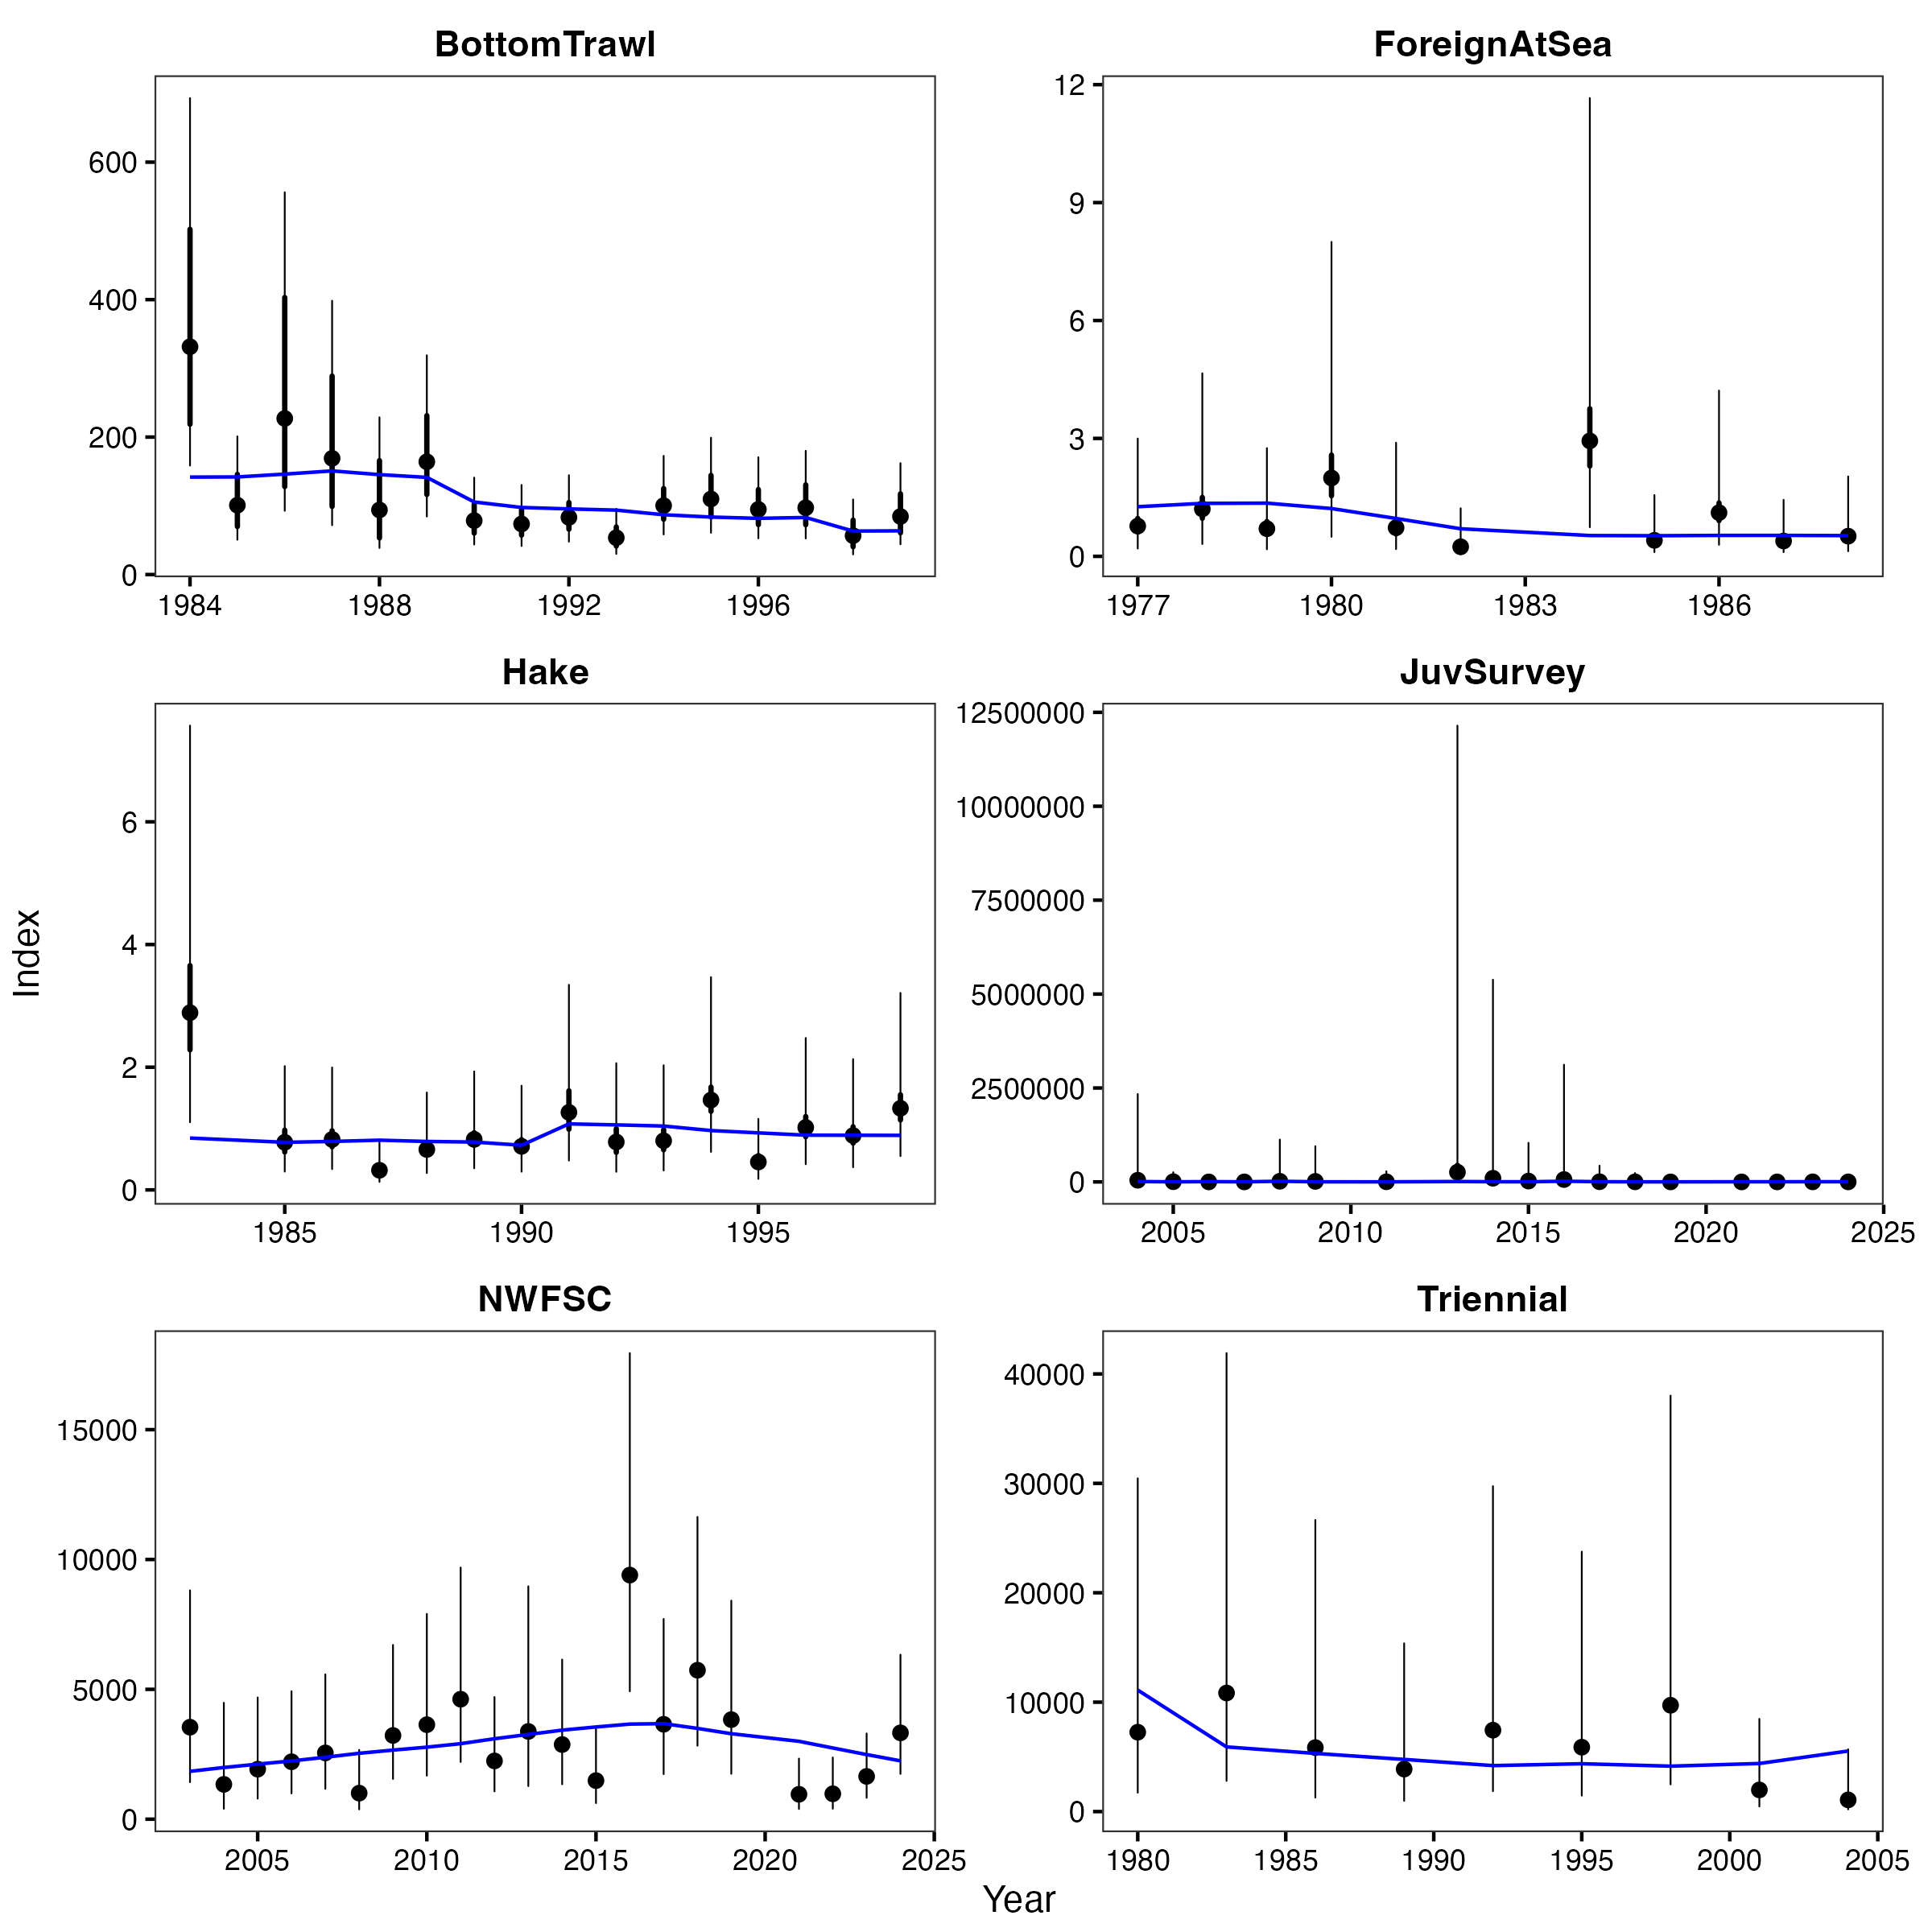 BottomTrawl ForeignAtSea
600
400
200
0
1984 1988 1992 1996
12
9
6
3
0
1977 1980 1983 1986
Hake JuvSurvey
6
4
2
0
1985 1990 1995
12500000
10000000
7500000
5000000
2500000
0
2005 2010 2015 2020 2025
Index
NWFSC Triennial
15000
10000
5000
0
2005 2010 2015 2020 2025
40000
30000
20000
10000
0
1980 1985 1990 1995 2000 2005
Year